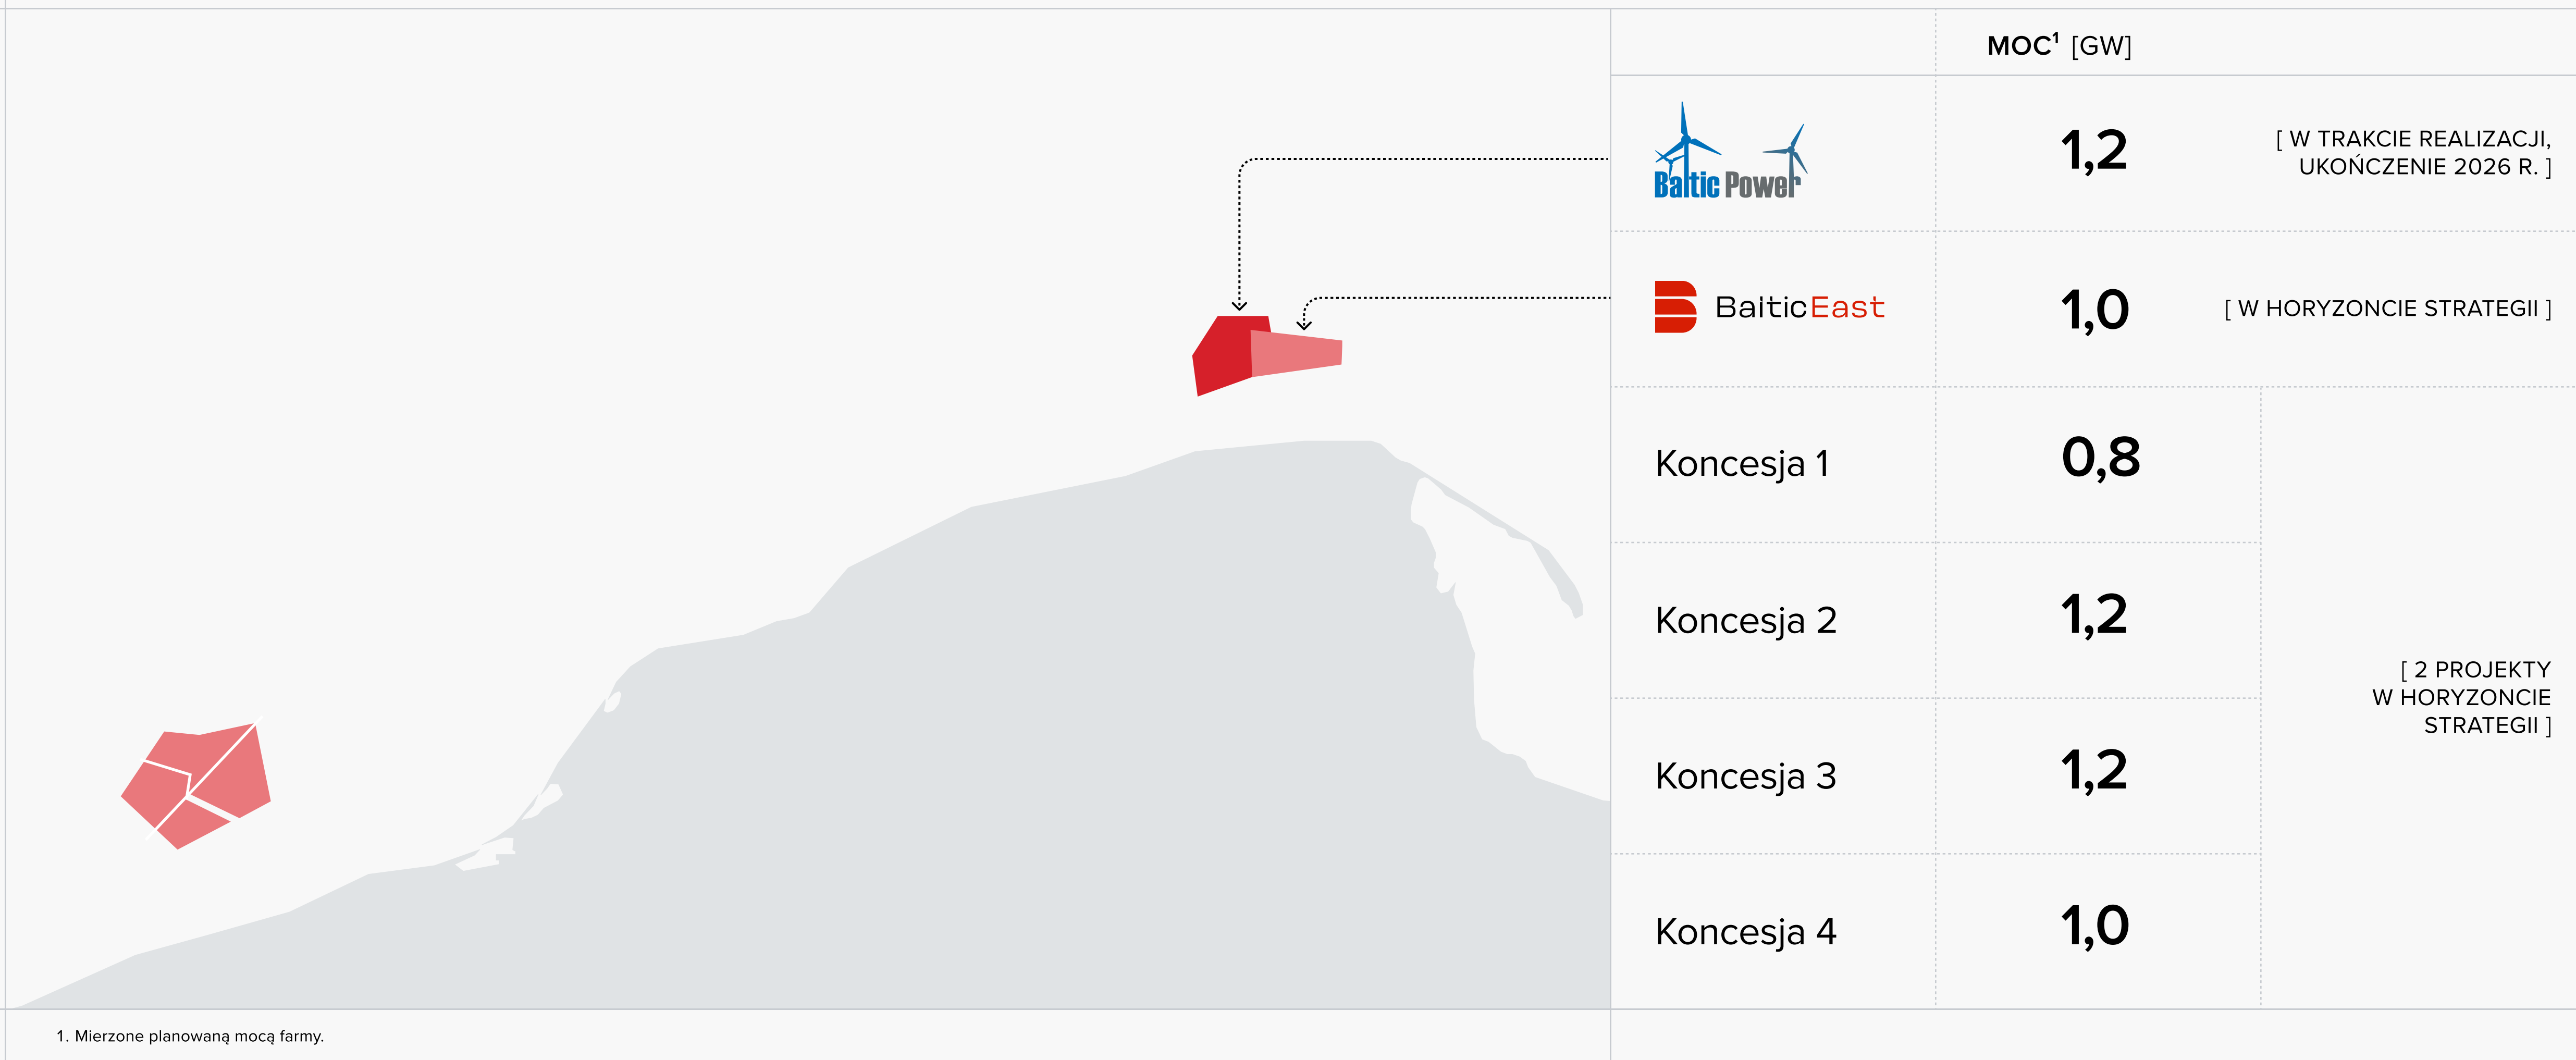 MOC¹ [GW]
Baltic Power
1,2
[ W TRAKCIE REALIZACJI,
UKOŃCZENIE 2026 R. ]
BalticEast
1,0
[ W HORYZONCIE STRATEGII ]
Koncesja 1
0,8
Koncesja 2
1,2
Koncesja 3
1,2
Koncesja 4
1,0
[ 2 PROJEKTY
W HORYZONCIE
STRATEGII ]
1. Mierzone planowaną mocą farmy.